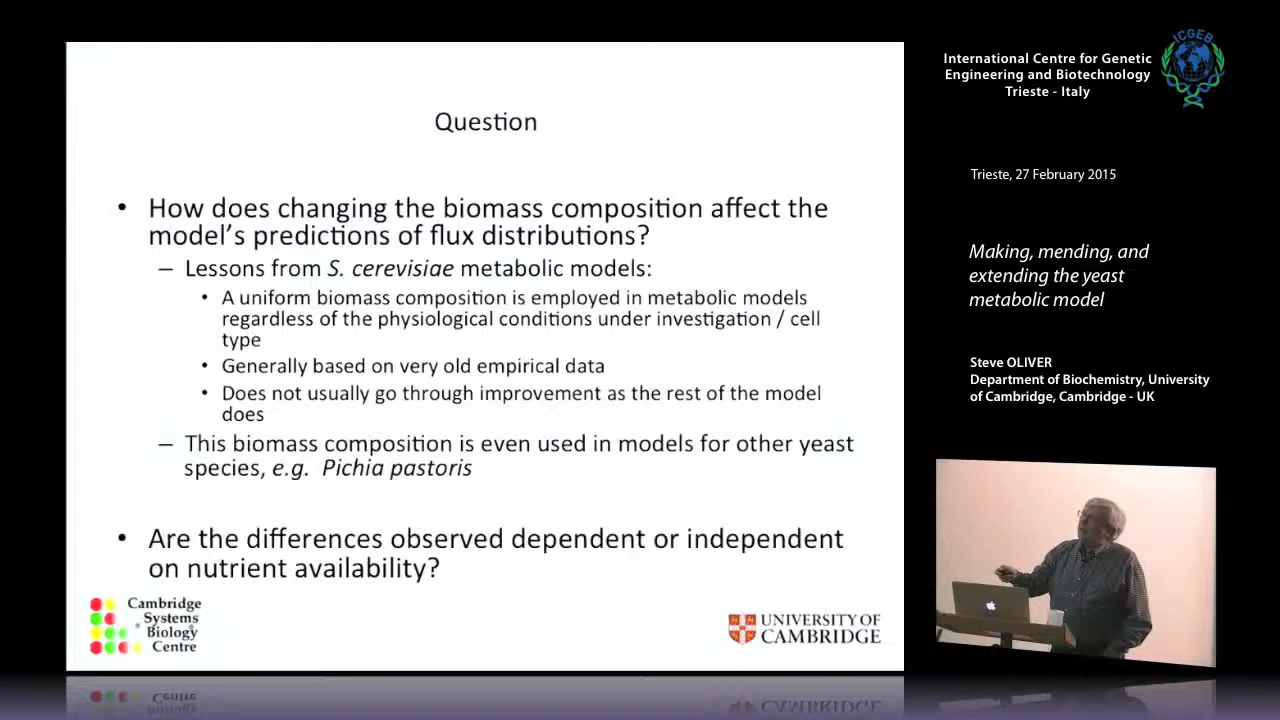 Question
• How does changing the biomass composition affect the
model's predictions of flux distributions?
– Lessons from S. cerevisiae metabolic models:
• A uniform biomass composition is employed in metabolic models
regardless of the physiological conditions under investigation / cell
type
• Generally based on very old empirical data
• Does not usually go through improvement as the rest of the model
does
– This biomass composition is even used in models for other yeast
species, e.g. Pichia pastoris
• Are the differences observed dependent or independent
on nutrient availability?
Cambridge
Systems
Biology
Centre
UNIVERSITY OF
CAMBRIDGE
International Centre for Genetic
Engineering and Biotechnology
Trieste - Italy
ICGEB
Trieste, 27 February 2015
Making, mending, and
extending the yeast
metabolic model
Steve OLIVER
Department of Biochemistry, University
of Cambridge, Cambridge - UK